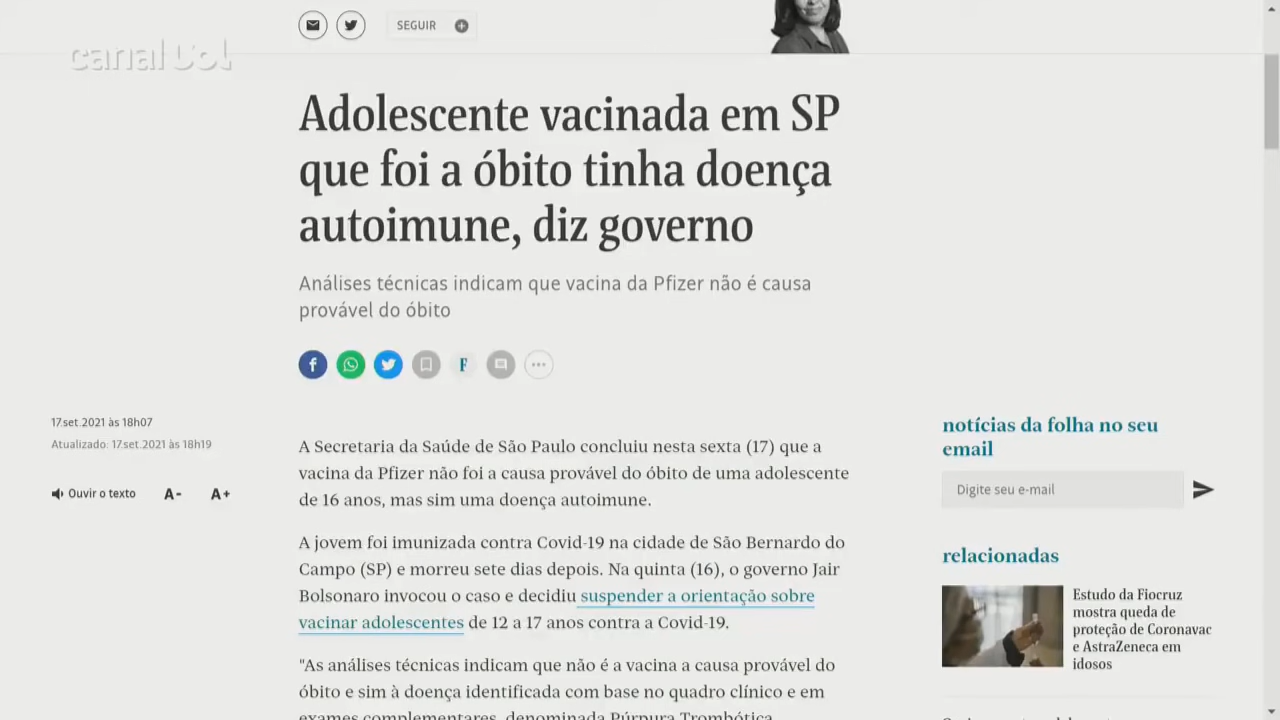 SEGUIR
canal UOL
Adolescente vacinada em SP
que foi a óbito tinha doença
autoimune, diz governo
Análises técnicas indicam que vacina da Pfizer não é causa
provável do óbito
F
17.set.2021 às 18h07
Atualizado: 17.set.2021 às 18h19
Ouvir o texto A- A+
A Secretaria da Saúde de São Paulo concluiu nesta sexta (17) que a
vacina da Pfizer não foi a causa provável do óbito de uma adolescente
de 16 anos, mas sim uma doença autoimune.
A jovem foi imunizada contra Covid-19 na cidade de São Bernardo do
Campo (SP) e morreu sete dias depois. Na quinta (16), o governo Jair
Bolsonaro invocou o caso e decidiu suspender a orientação sobre
vacinar adolescentes de 12 a 17 anos contra a Covid-19.
"As análises técnicas indicam que não é a vacina a causa provável do
óbito e sim à doença identificada com base no quadro clínico e em
exames complementares, denominada Púrpura Trombótica
notícias da folha no seu
email
Digite seu e-mail
relacionadas
Estudo da Fiocruz
mostra queda de
proteção de Coronavac
e AstraZeneca em
idosos